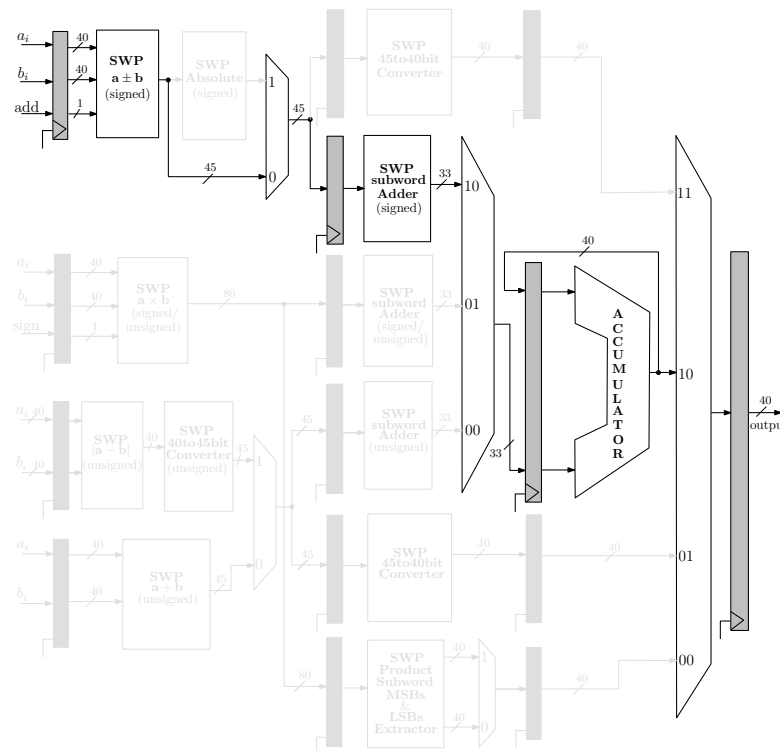 a_i
40
SWP
a ± b
(signed)
b_i
40
add
1
SWP
Absolute
(signed)
1
0
45
45
SWP
45to40bit
Converter
40
40
SWP
subword
Adder
(signed)
33
10
11
a_i
40
SWP
a × b
(signed/
unsigned)
b_i
40
sign
1
80
SWP
subword
Adder
(signed/
unsigned)
33
01
40
ACCUMULATOR
10
40
output
a_i
40
SWP
|a − b|
(unsigned)
b_i
40
40
SWP
40to45bit
Converter
(unsigned)
45
1
0
45
SWP
subword
Adder
(unsigned)
33
00
33
a_i
40
SWP
a + b
(unsigned)
b_i
40
45
45
SWP
45to40bit
Converter
40
40
01
80
SWP
Product
Subword
MSBs
&
LSBs
Extractor
40
40
1
0
40
00